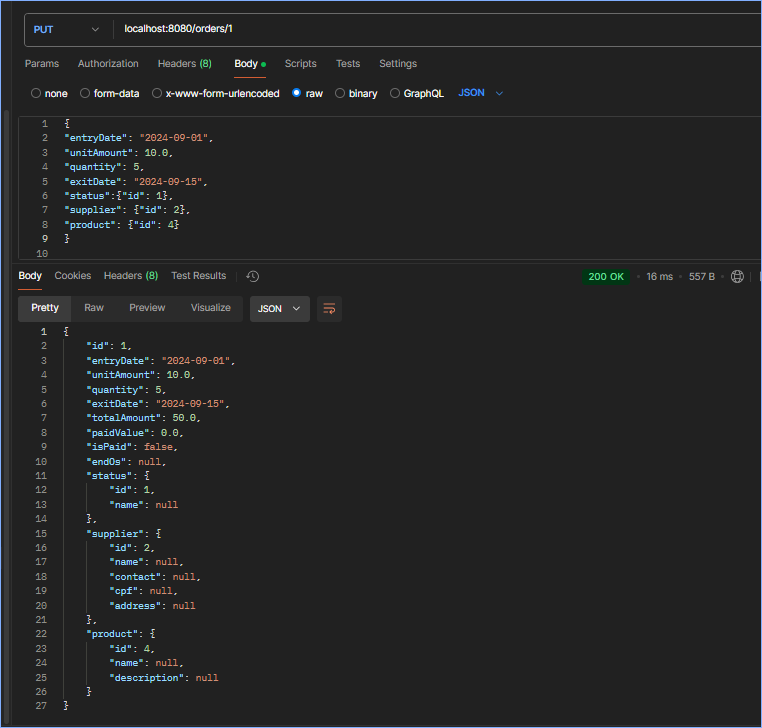 PUT localhost:8080/orders/1
Params Authorization Headers (8) Body Scripts Tests Settings
none form-data x-www-form-urlencoded raw binary GraphQL JSON
1 {
2 "entryDate": "2024-09-01",
3 "unitAmount": 10.0,
4 "quantity": 5,
5 "exitDate": "2024-09-15",
6 "status":{"id": 1},
7 "supplier": {"id": 2},
8 "product": {"id": 4}
9 }
10
Body Cookies Headers (8) Test Results 200 OK 16 ms 557 B
Pretty Raw Preview Visualize JSON
1 {
2 "id": 1,
3 "entryDate": "2024-09-01",
4 "unitAmount": 10.0,
5 "quantity": 5,
6 "exitDate": "2024-09-15",
7 "totalAmount": 50.0,
8 "paidValue": 0.0,
9 "isPaid": false,
10 "endOs": null,
11 "status": {
12 "id": 1,
13 "name": null
14 },
15 "supplier": {
16 "id": 2,
17 "name": null,
18 "contact": null,
19 "cpf": null,
20 "address": null
21 },
22 "product": {
23 "id": 4,
24 "name": null,
25 "description": null
26 }
27 }